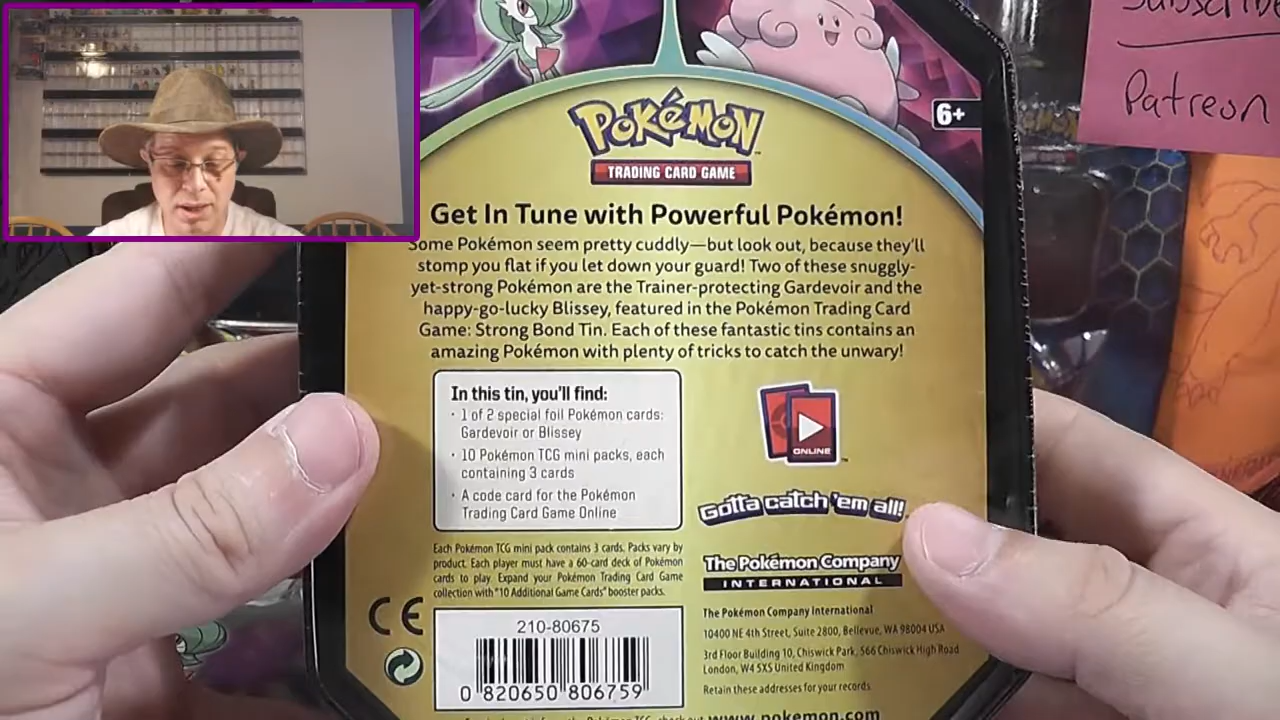 Subscribe
Patreon
6+
POKéMON
TRADING CARD GAME
Get In Tune with Powerful Pokémon!
Some Pokémon seem pretty cuddly—but look out, because they'll
stomp you flat if you let down your guard! Two of these snuggly-
yet-strong Pokémon are the Trainer-protecting Gardevoir and the
happy-go-lucky Blissey, featured in the Pokémon Trading Card
Game: Strong Bond Tin. Each of these fantastic tins contains an
amazing Pokémon with plenty of tricks to catch the unwary!
In this tin, you'll find:
· 1 of 2 special foil Pokémon cards:
Gardevoir or Blissey
· 10 Pokémon TCG mini packs, each
containing 3 cards
· A code card for the Pokémon
Trading Card Game Online
ONLINE
Gotta catch 'em all!
Each Pokémon TCG mini pack contains 3 cards. Packs vary by
product. Each player must have a 60-card deck of Pokémon
cards to play. Expand your Pokémon Trading Card Game
collection with "10 Additional Game Cards" booster packs.
The Pokémon Company
INTERNATIONAL
CE
210-80675
0 820650 806759
The Pokémon Company International
10400 NE 4th Street, Suite 2800, Bellevue, WA 98004 USA
3rd Floor Building 10, Chiswick Park, 566 Chiswick High Road
London, W4 5XS United Kingdom
Retain these addresses for your records.
www.pokemon.com